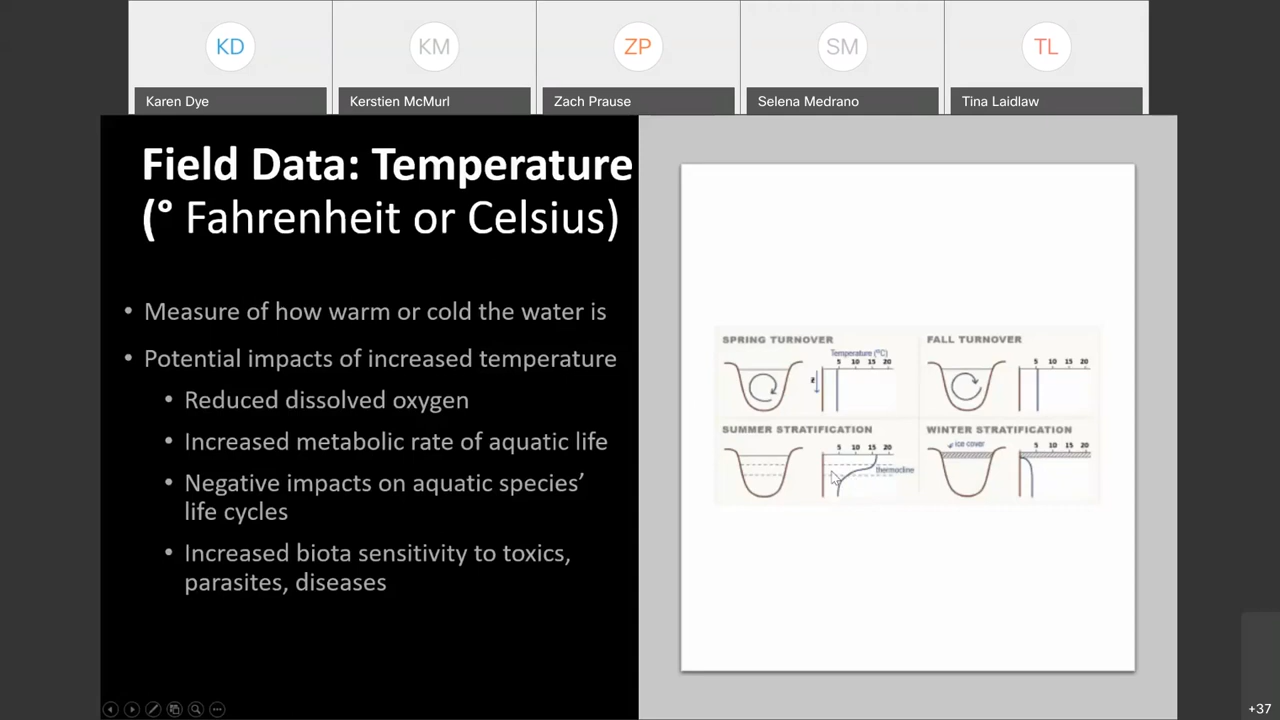 KD
KM
ZP
SM
TL
Karen Dye
Kerstien McMurl
Zach Prause
Selena Medrano
Tina Laidlaw
Field Data: Temperature
(° Fahrenheit or Celsius)
• Measure of how warm or cold the water is
• Potential impacts of increased temperature
• Reduced dissolved oxygen
• Increased metabolic rate of aquatic life
• Negative impacts on aquatic species’
life cycles
• Increased biota sensitivity to toxics,
parasites, diseases
SPRING TURNOVER
Temperature (°C)
5 10 15 20
z
FALL TURNOVER
5 10 15 20
SUMMER STRATIFICATION
5 10 15 20
thermocline
WINTER STRATIFICATION
ice cover
5 10 15 20
+37